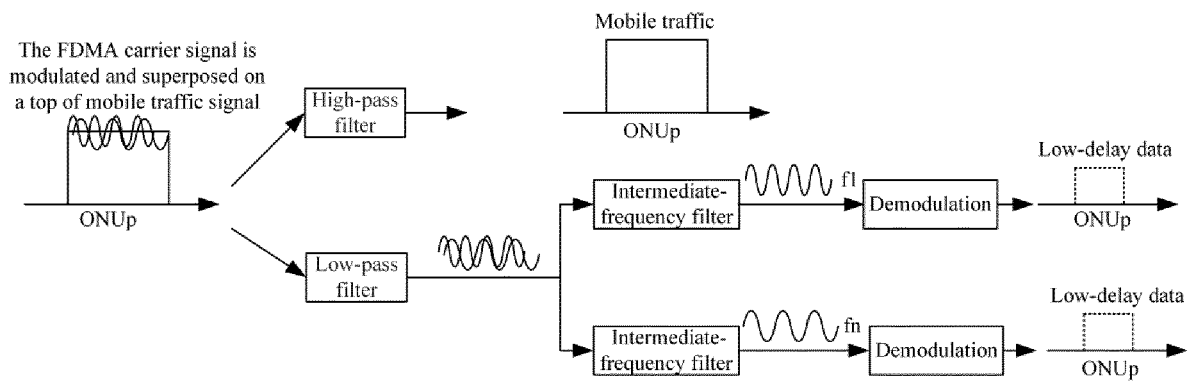 The FDMA carrier signal is
modulated and superposed on
a top of mobile traffic signal
ONUp
High-pass
filter
Mobile traffic
ONUp
Low-pass
filter
Intermediate-
frequency filter
f1
Demodulation
Low-delay data
ONUp
Intermediate-
frequency filter
fn
Demodulation
Low-delay data
ONUp